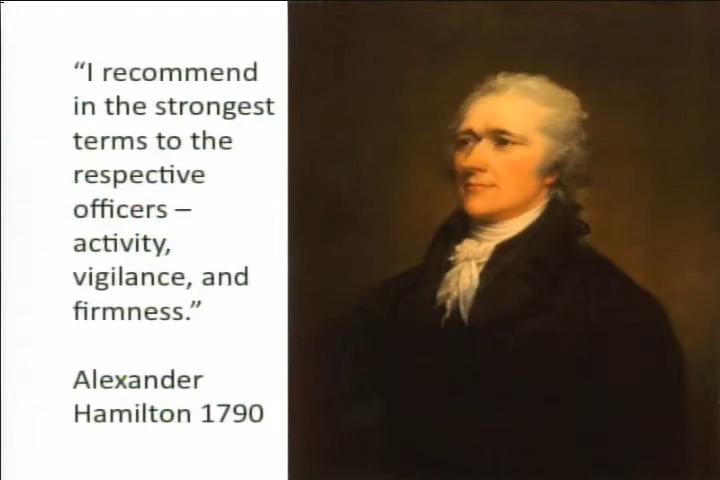 “I recommend
in the strongest
terms to the
respective
officers –
activity,
vigilance, and
firmness.”
Alexander
Hamilton 1790